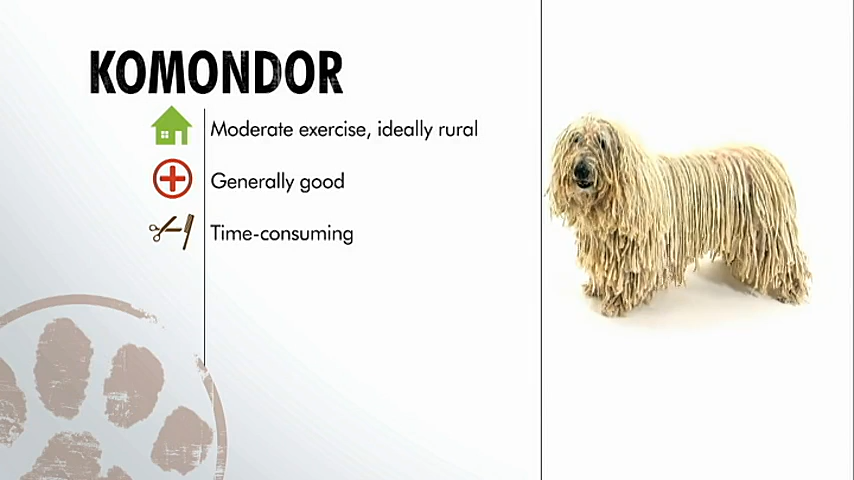 KOMONDOR
Moderate exercise, ideally rural
Generally good
Time-consuming